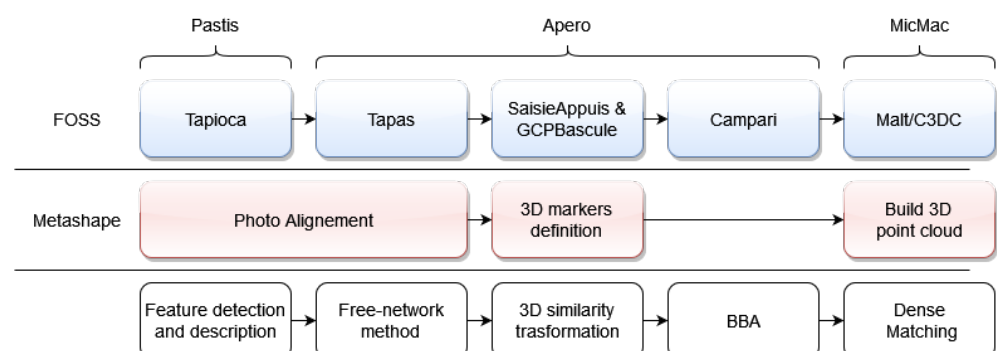 Pastis
Apero
MicMac
FOSS
Tapioca
Tapas
SaisieAppuis &
GCPBascule
Campari
Malt/C3DC
Metashape
Photo Alignement
3D markers
definition
Build 3D
point cloud
Feature detection
and description
Free-network
method
3D similarity
trasformation
BBA
Dense
Matching